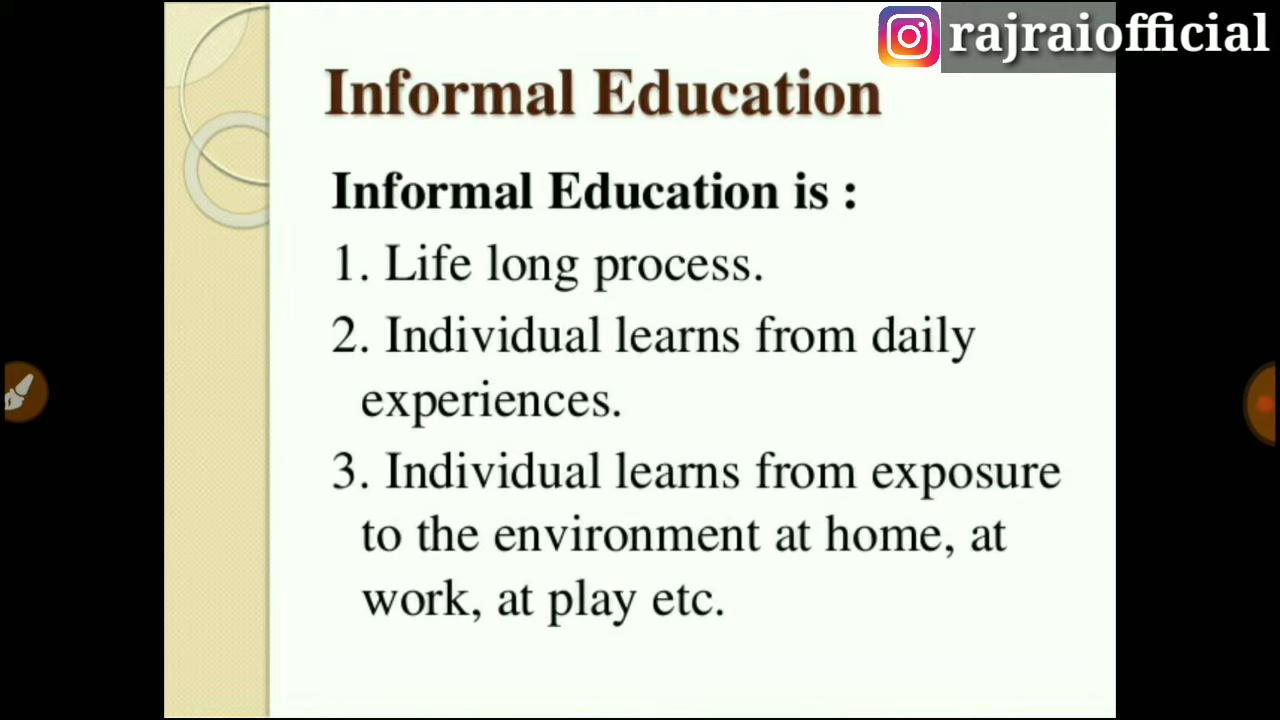 rajraiofficial
Informal Education
Informal Education is :
1. Life long process.
2. Individual learns from daily
experiences.
3. Individual learns from exposure
to the environment at home, at
work, at play etc.